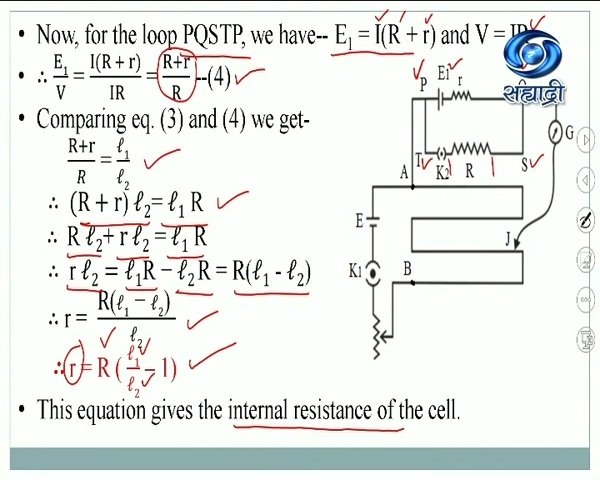 • Now, for the loop PQSTP, we have-- E₁ = I(R + r) and V = IR
∴ E₁/V = I(R + r)/IR = R+r/R --(4)
• Comparing eq. (3) and (4) we get-
R+r/R = ℓ₁/ℓ₂
∴ (R + r) ℓ₂= ℓ₁ R
∴ R ℓ₂+ r ℓ₂ = ℓ₁R
∴ r ℓ₂ = ℓ₁R − ℓ₂R = R(ℓ₁ - ℓ₂)
∴ r = R(ℓ₁ − ℓ₂)/ℓ₂
∴ r = R (ℓ₁/ℓ₂ − 1)
• This equation gives the internal resistance of the cell.
सह्याद्री
P E₁ r
G
T K₂ R S
A
E
J
K₁ B